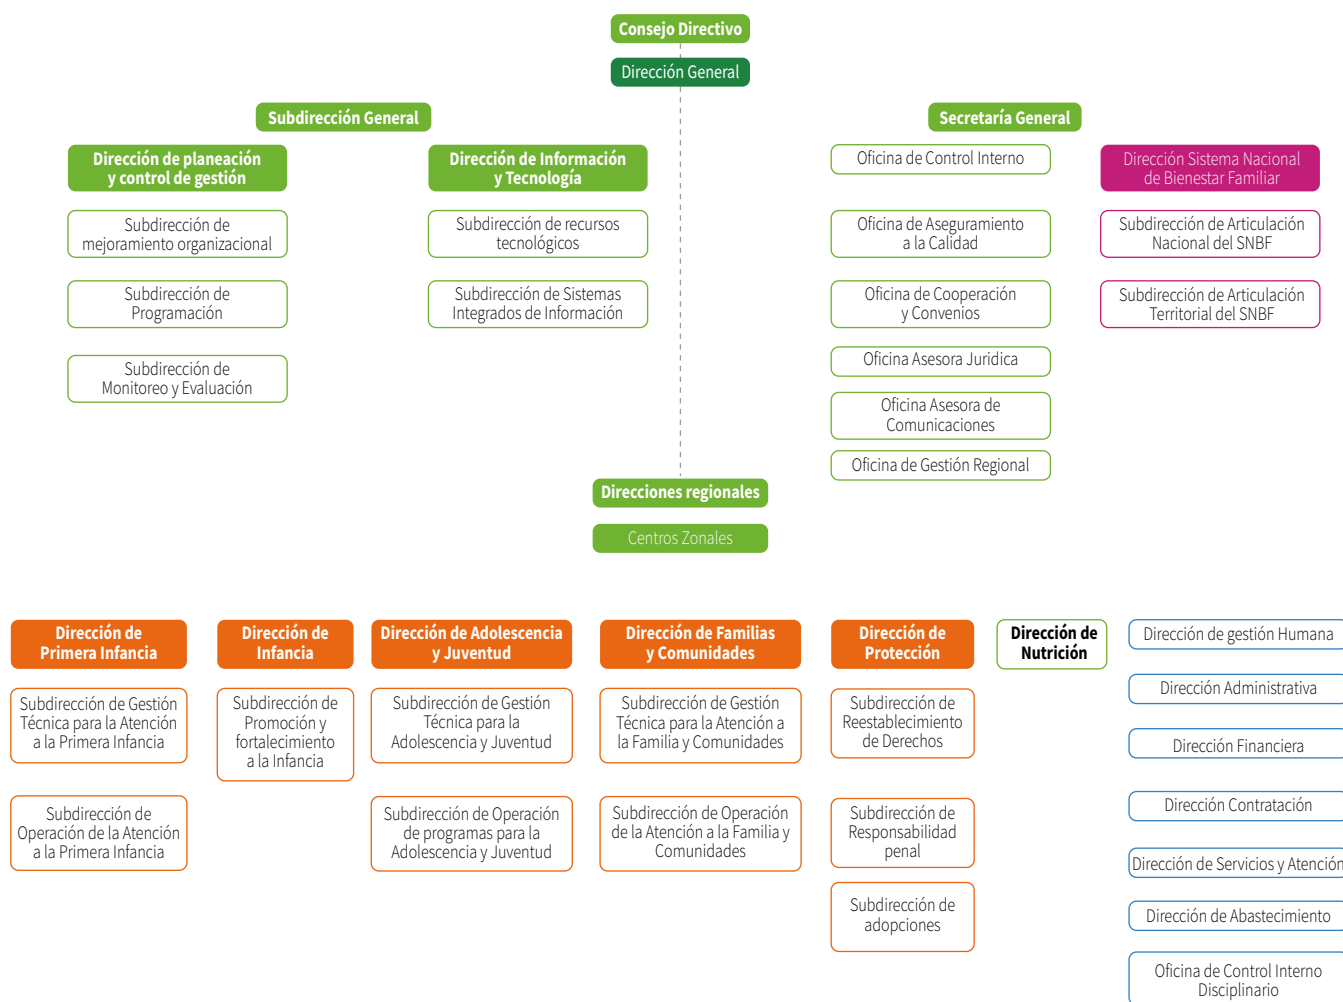 Consejo Directivo
Dirección General
Subdirección General
Secretaría General
Dirección de planeación
y control de gestión
Subdirección de
mejoramiento organizacional
Subdirección de
Programación
Subdirección de
Monitoreo y Evaluación
Dirección de Información
y Tecnología
Subdirección de recursos
tecnológicos
Subdirección de Sistemas
Integrados de Información
Oficina de Control Interno
Oficina de Aseguramiento
a la Calidad
Oficina de Cooperación
y Convenios
Oficina Asesora Juridica
Oficina Asesora de
Comunicaciones
Oficina de Gestión Regional
Dirección Sistema Nacional
de Bienestar Familiar
Subdirección de Articulación
Nacional del SNBF
Subdirección de Articulación
Territorial del SNBF
Direcciones regionales
Centros Zonales
Dirección de
Primera Infancia
Subdirección de Gestión
Técnica para la Atención
a la Primera Infancia
Subdirección de
Operación de la Atención
a la Primera Infancia
Dirección de
Infancia
Subdirección de
Promoción y
fortalecimiento
a la Infancia
Dirección de Adolescencia
y Juventud
Subdirección de Gestión
Técnica para la
Adolescencia y Juventud
Subdirección de Operación
de programas para la
Adolescencia y Juventud
Dirección de Familias
y Comunidades
Subdirección de Gestión
Técnica para la Atención a
la Familia y Comunidades
Subdirección de Operación
de la Atención a la Familia y
Comunidades
Dirección de
Protección
Subdirección de
Reestablecimiento
de Derechos
Subdirección de
Responsabilidad
penal
Subdirección de
adopciones
Dirección de
Nutrición
Dirección de gestión Humana
Dirección Administrativa
Dirección Financiera
Dirección Contratación
Dirección de Servicios y Atención
Dirección de Abastecimiento
Oficina de Control Interno
Disciplinario